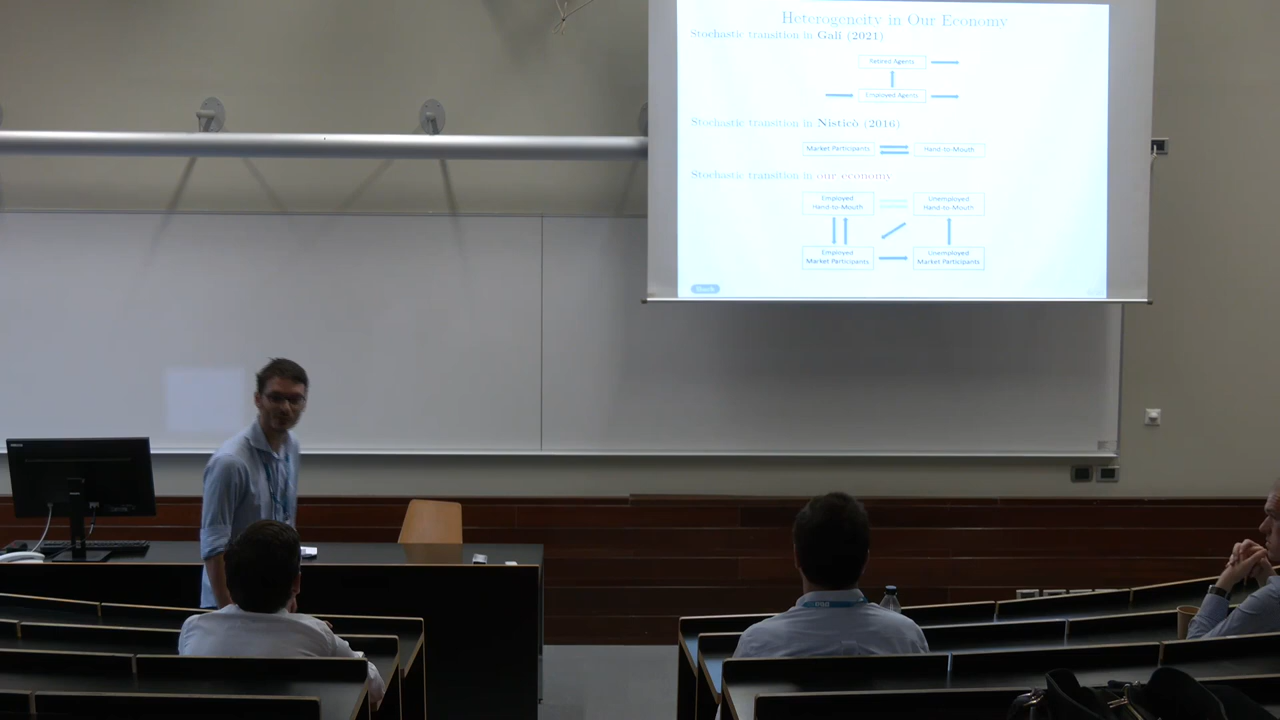 Heterogeneity in Our Economy
Stochastic transition in Galí (2021)
Retired Agents
Employed Agents
Stochastic transition in Nisticò (2016)
Market Participants
Hand-to-Mouth
Stochastic transition in our economy
Employed Hand-to-Mouth
Unemployed Hand-to-Mouth
Employed Market Participants
Unemployed Market Participants